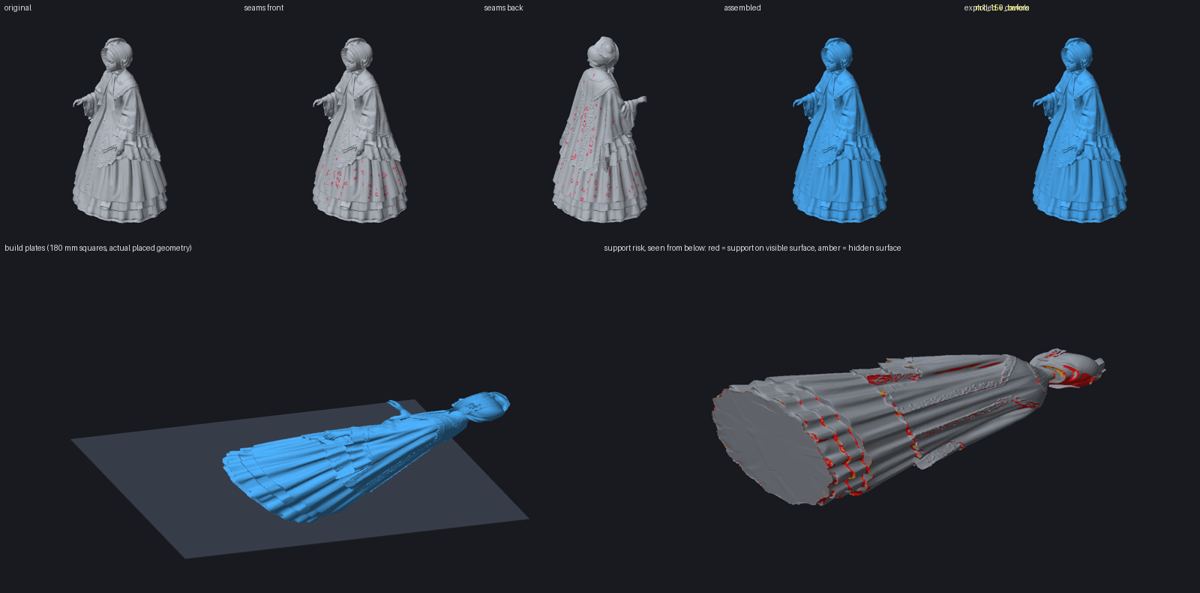 original
seams front
seams back
assembled
build plates (180 mm squares, actual placed geometry)
support risk, seen from below: red = support on visible surface, amber = hidden surface